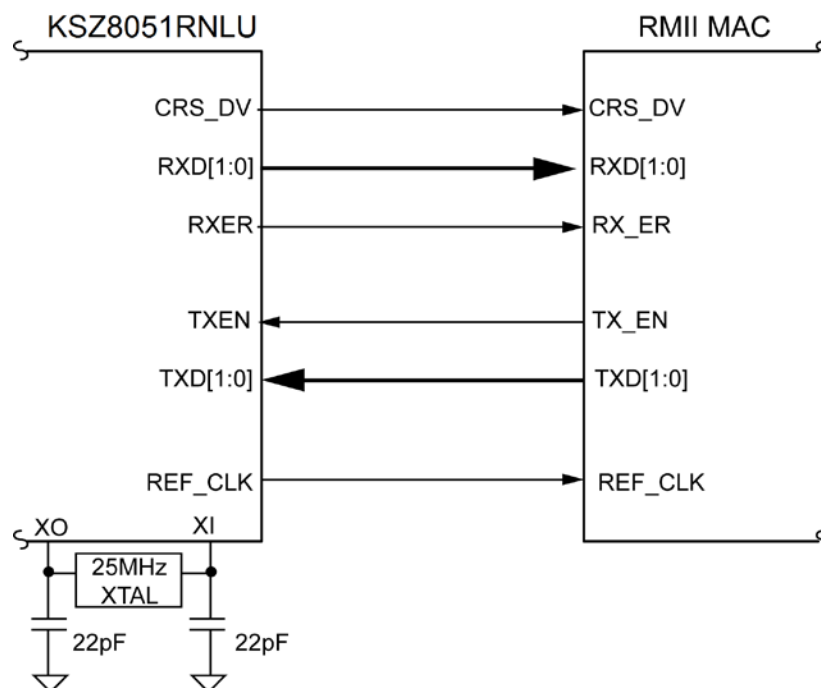 KSZ8051RNLU
RMII MAC
CRS_DV
CRS_DV
RXD[1:0]
RXD[1:0]
RXER
RX_ER
TXEN
TX_EN
TXD[1:0]
TXD[1:0]
REF_CLK
REF_CLK
XO
XI
25MHz
XTAL
22pF
22pF